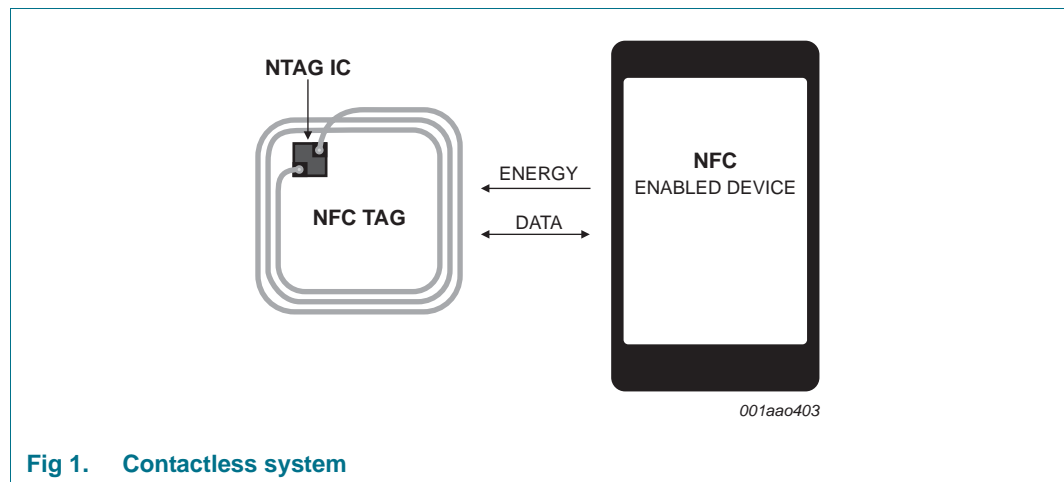 NTAG IC
NFC TAG
ENERGY
DATA
NFC
ENABLED DEVICE
001aao403
Fig 1. Contactless system